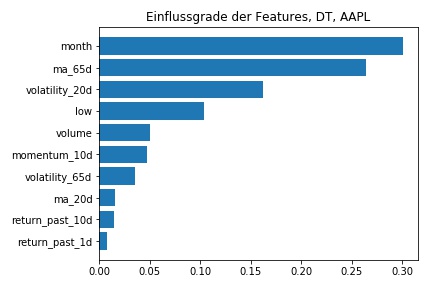 Einflussgrade der Features, DT, AAPL
month
ma_65d
volatility_20d
low
volume
momentum_10d
volatility_65d
ma_20d
return_past_10d
return_past_1d
0.00 0.05 0.10 0.15 0.20 0.25 0.30